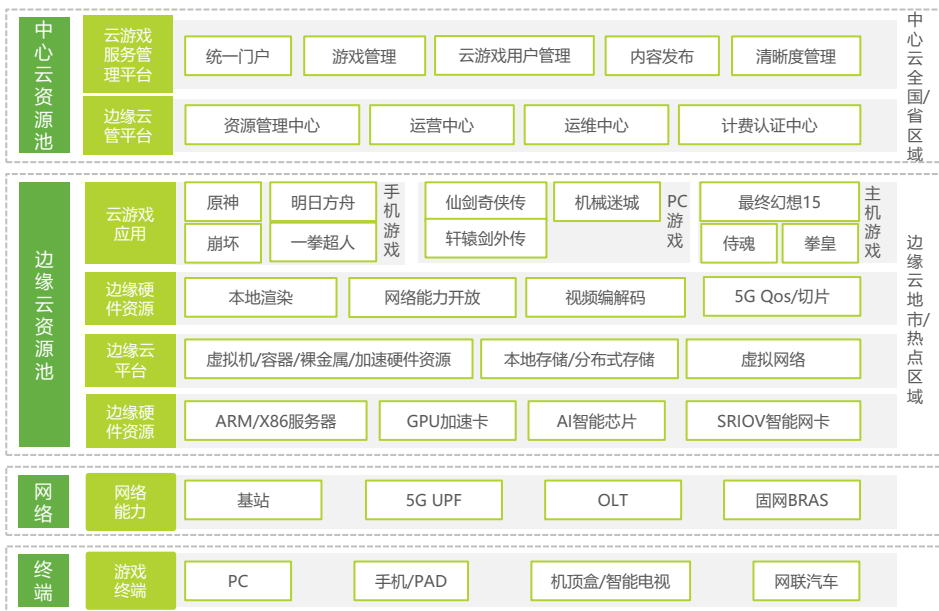 中心云资源池
云游戏
服务管
理平台
统一门户
游戏管理
云游戏用户管理
内容发布
清晰度管理
边缘云
管平台
资源管理中心
运营中心
运维中心
计费认证中心
中心云全国/省区域
边缘云资源池
云游戏
应用
原神
明日方舟
崩坏
一拳超人
手机游戏
仙剑奇侠传
机械迷城
轩辕剑外传
PC游戏
最终幻想15
侍魂
拳皇
主机游戏
边缘硬
件资源
本地渲染
网络能力开放
视频编解码
5G Qos/切片
边缘云
平台
虚拟机/容器/裸金属/加速硬件资源
本地存储/分布式存储
虚拟网络
边缘硬
件资源
ARM/X86服务器
GPU加速卡
AI智能芯片
SRIOV智能网卡
边缘云地市/热点区域
网络
网络
能力
基站
5G UPF
OLT
固网BRAS
终端
游戏
终端
PC
手机/PAD
机顶盒/智能电视
网联汽车